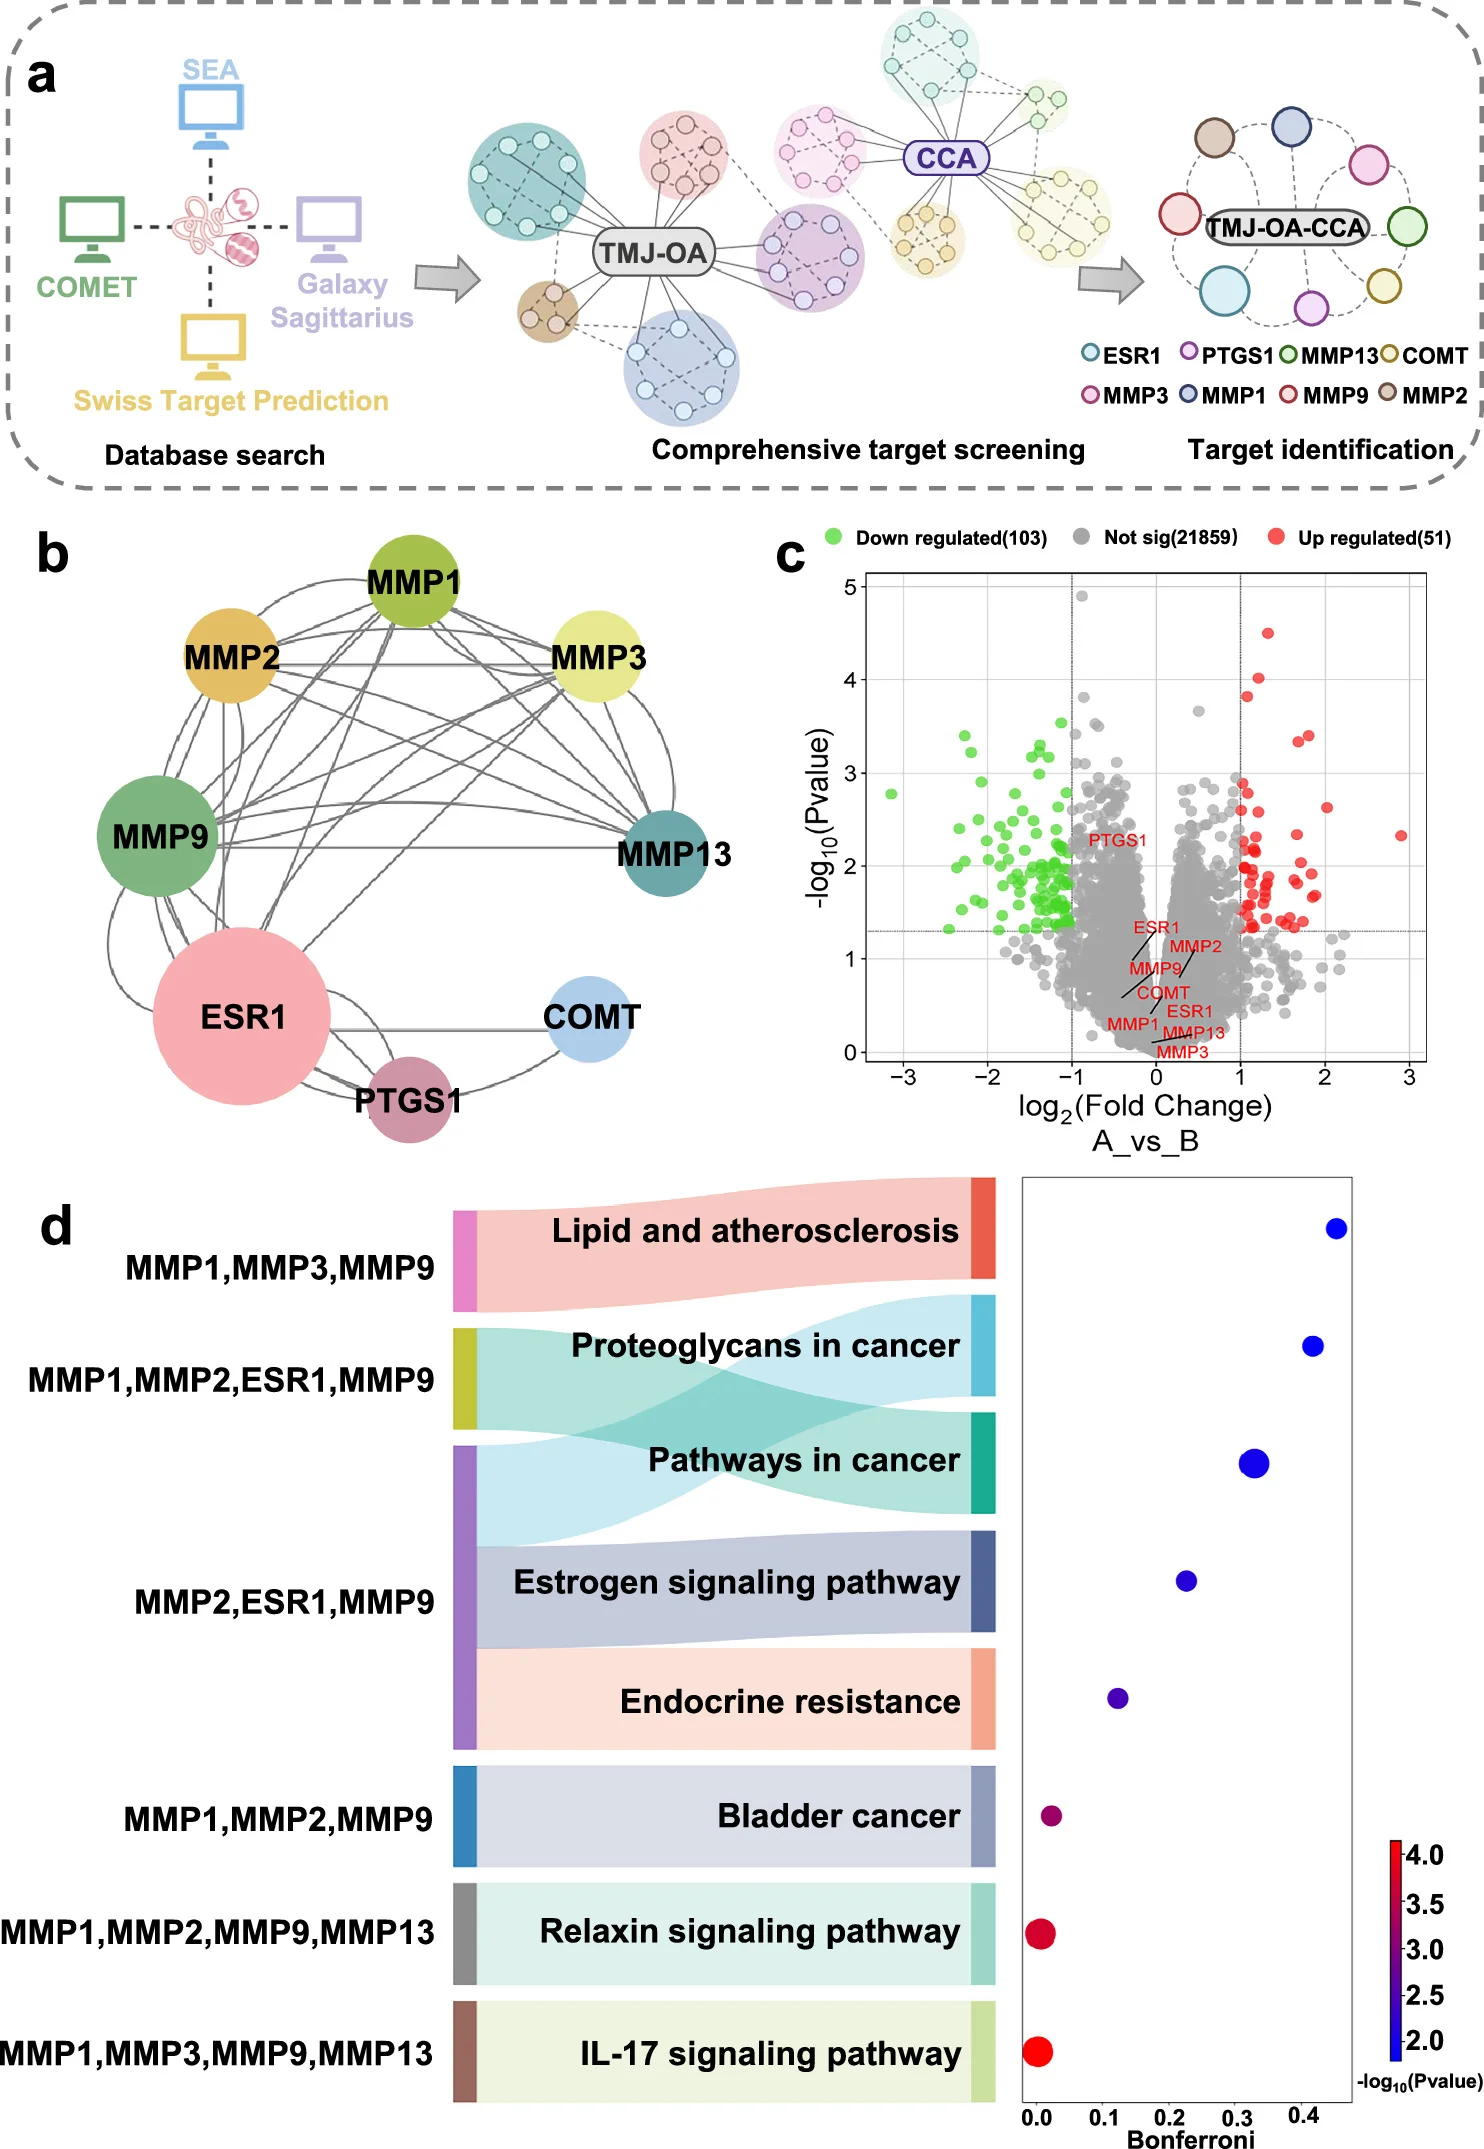 a
SEA
COMET
Galaxy
Sagittarius
Swiss Target Prediction
Database search
TMJ-OA
CCA
Comprehensive target screening
TMJ-OA-CCA
ESR1 PTGS1 MMP13 COMT
MMP3 MMP1 MMP9 MMP2
Target identification
b
MMP1
MMP2
MMP3
MMP9
MMP13
ESR1
COMT
PTGS1
c
Down regulated(103) Not sig(21859) Up regulated(51)
5
4
3
2
1
0
-log10(Pvalue)
PTGS1
ESR1
MMP2
MMP9
COMT
ESR1
MMP1
MMP13
MMP3
−3 −2 −1 0 1 2 3
log2(Fold Change)
A_vs_B
d
MMP1,MMP3,MMP9
MMP1,MMP2,ESR1,MMP9
MMP2,ESR1,MMP9
MMP1,MMP2,MMP9
MMP1,MMP2,MMP9,MMP13
MMP1,MMP3,MMP9,MMP13
Lipid and atherosclerosis
Proteoglycans in cancer
Pathways in cancer
Estrogen signaling pathway
Endocrine resistance
Bladder cancer
Relaxin signaling pathway
IL-17 signaling pathway
0.0 0.1 0.2 0.3 0.4
Bonferroni
4.0
3.5
3.0
2.5
2.0
-log10(Pvalue)